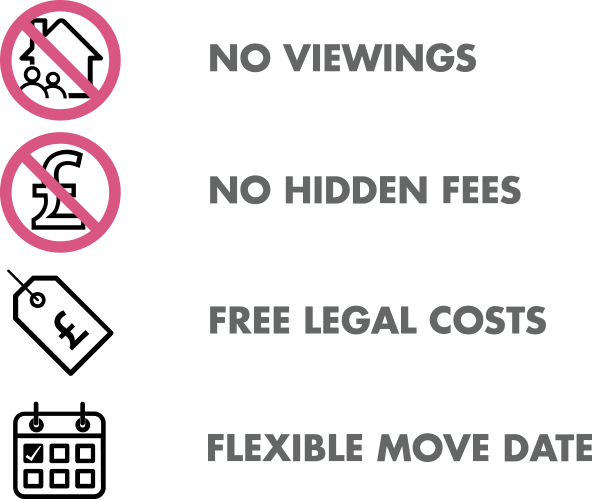 NO VIEWINGS
£
NO HIDDEN FEES
£
FREE LEGAL COSTS
FLEXIBLE MOVE DATE